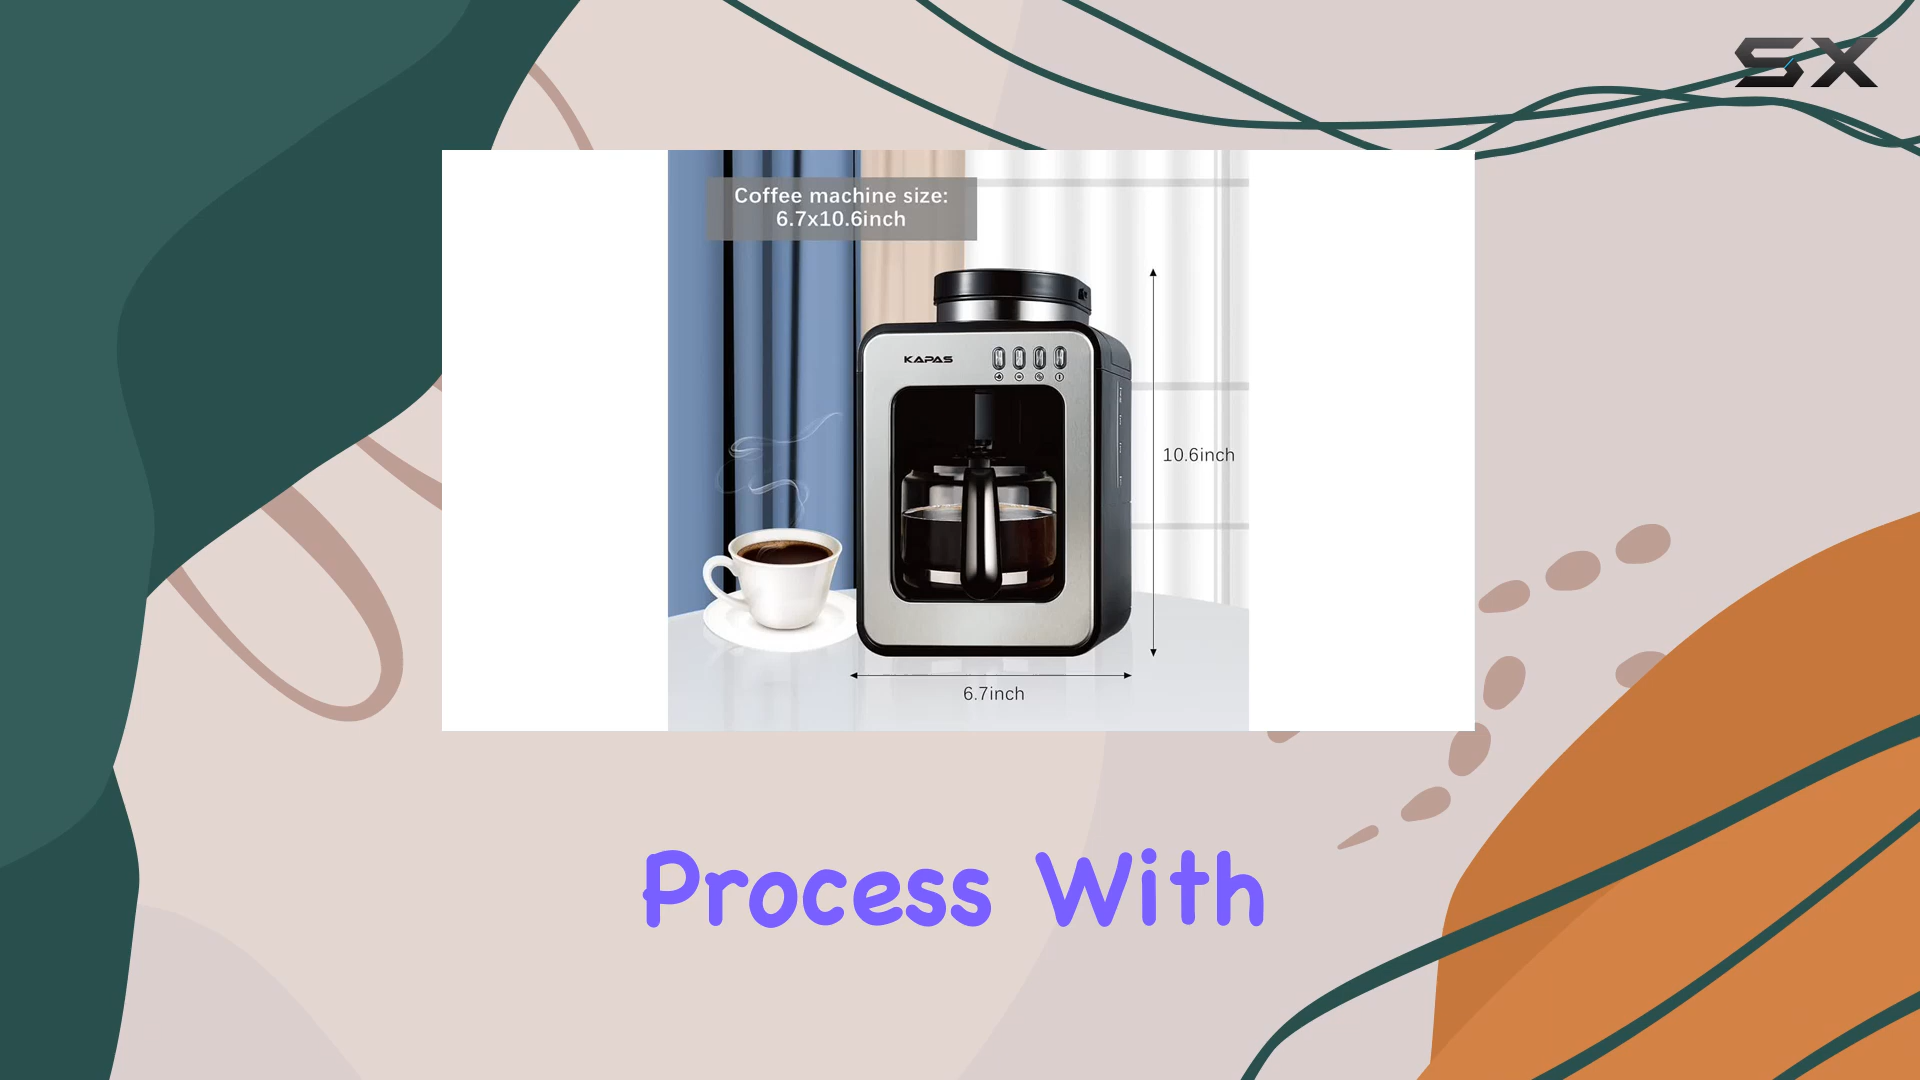 SX
Coffee machine size:
6.7x10.6inch
KAPAS
10.6inch
6.7inch
Process With